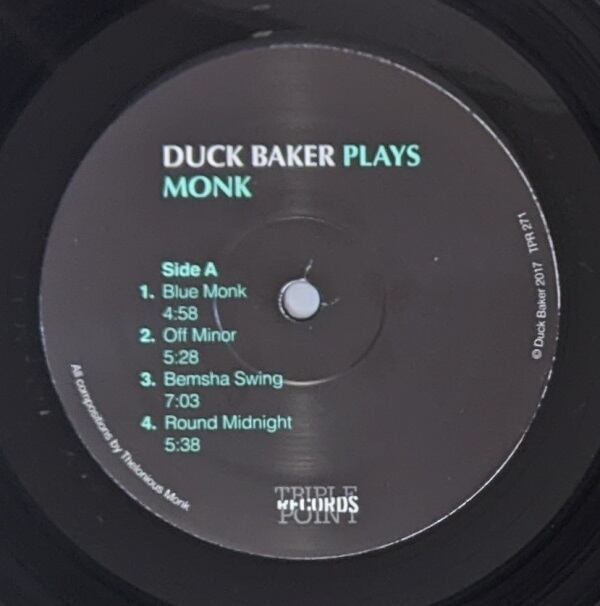 DUCK BAKER PLAYS
MONK
Side A
1. Blue Monk
4:58
2. Off Minor
5:28
3. Bemsha Swing
7:03
4. Round Midnight
5:38
All compositions by Thelonious Monk
© Duck Baker 2017 TPR 271
TRIPLE
RECORDS
POINT